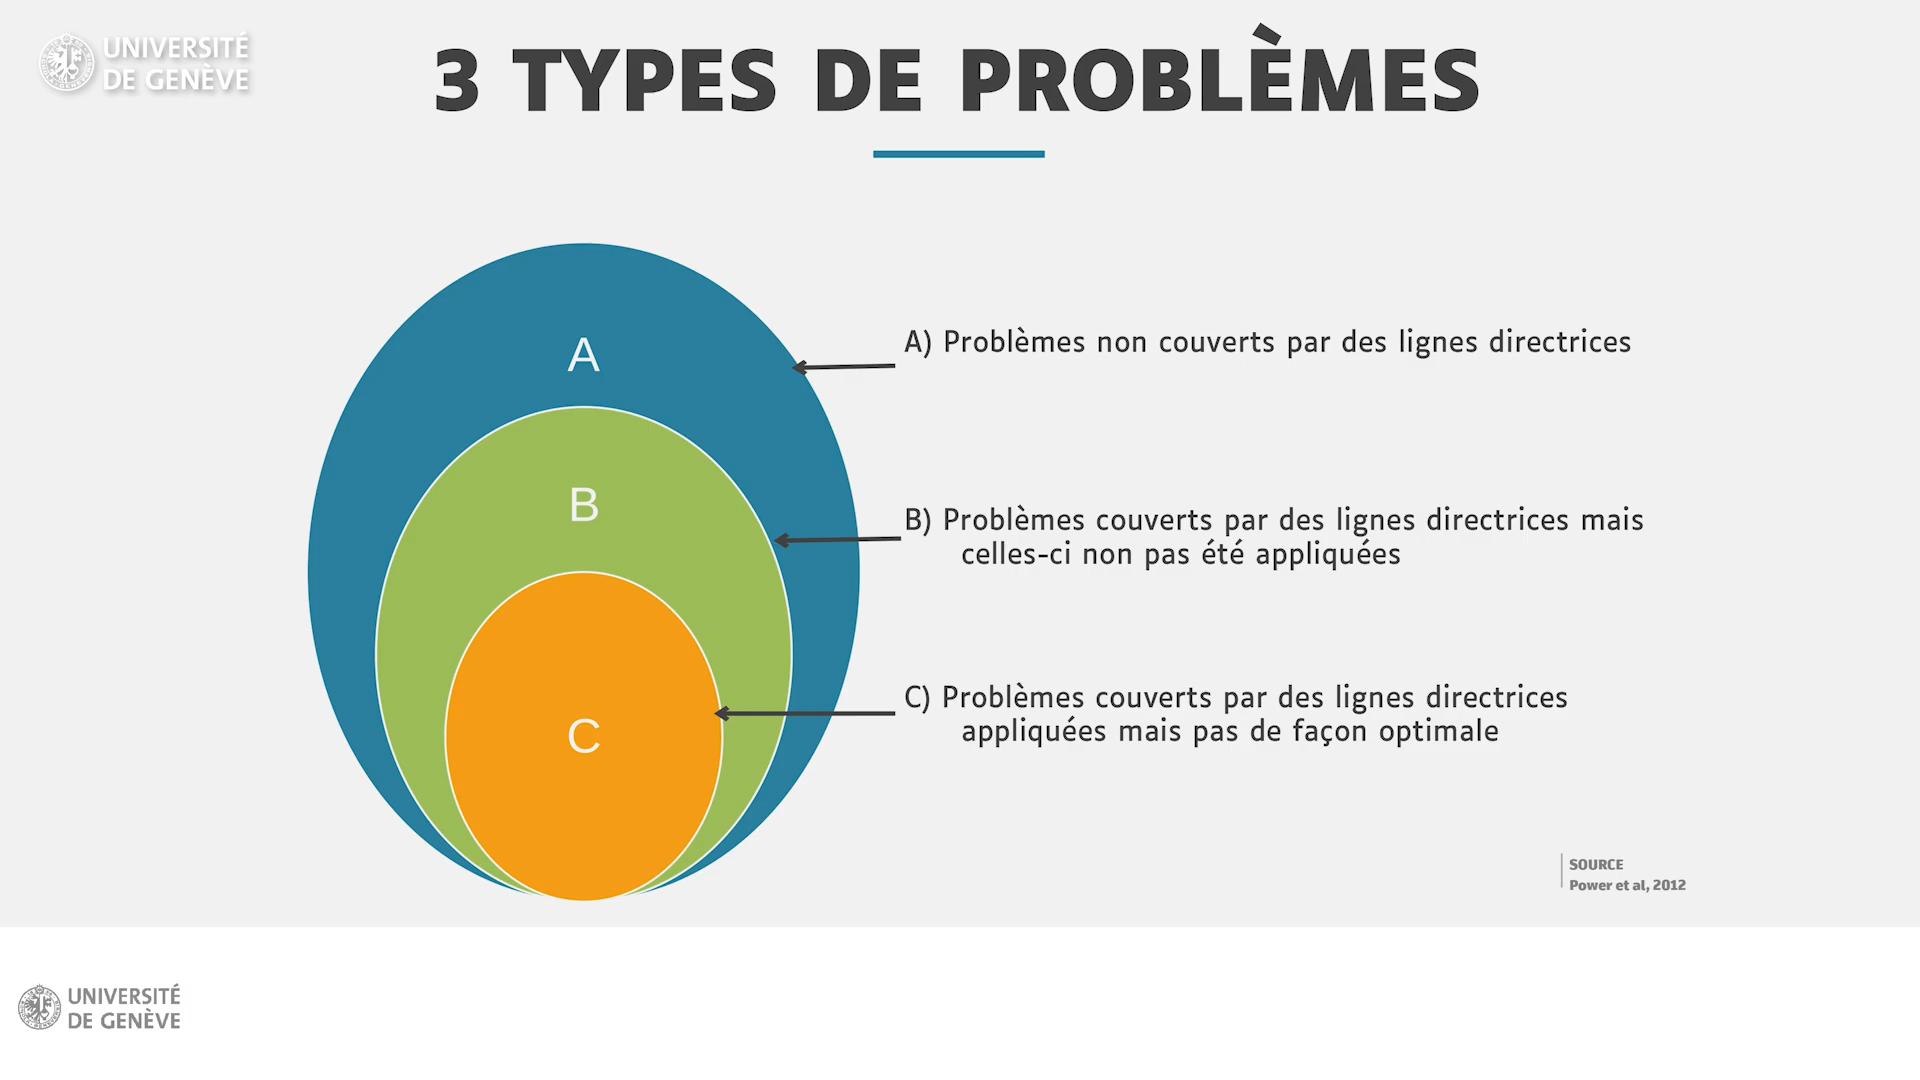 UNIVERSITÉ
DE GENÈVE
3 TYPES DE PROBLÈMES
A
A) Problèmes non couverts par des lignes directrices
B
B) Problèmes couverts par des lignes directrices mais
celles-ci non pas été appliquées
C
C) Problèmes couverts par des lignes directrices
appliquées mais pas de façon optimale
SOURCE
Power et al, 2012
UNIVERSITÉ
DE GENÈVE